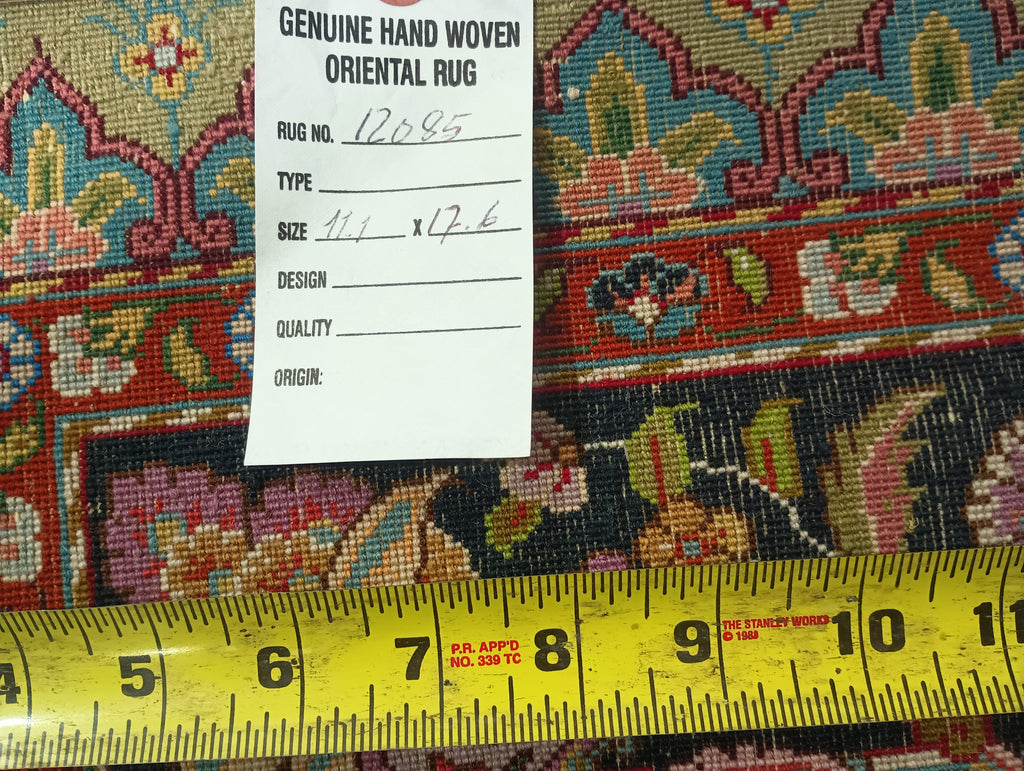 GENUINE HAND WOVEN
ORIENTAL RUG
RUG NO. 12085
TYPE
SIZE 11.1 X 17.6
DESIGN
QUALITY
ORIGIN:
4 5 6 7 8 9 10 11
P.R. APP'D
NO. 339 TC
THE STANLEY WORKS
© 1988